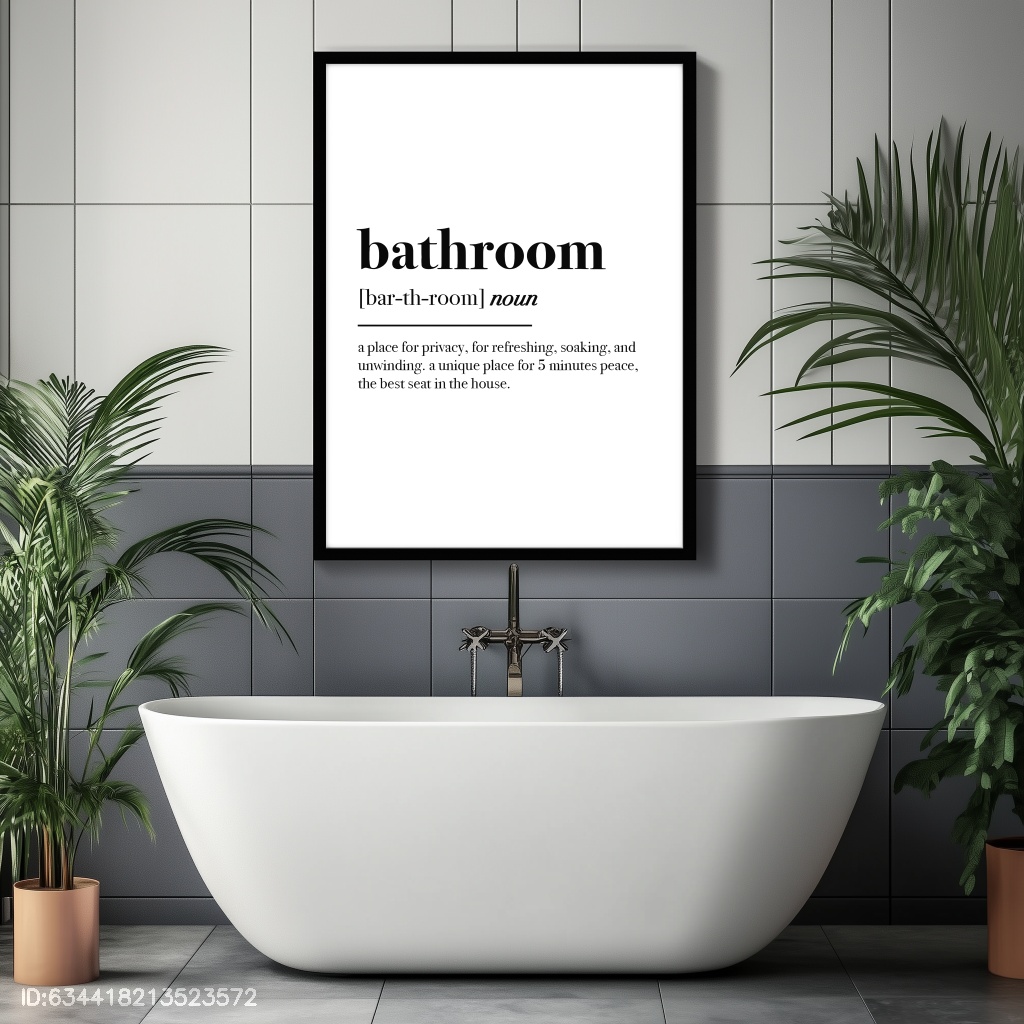 bathroom
[bar-th-room] noun
a place for privacy, for refreshing, soaking, and
unwinding. a unique place for 5 minutes peace,
the best seat in the house.
ID:634418213523572